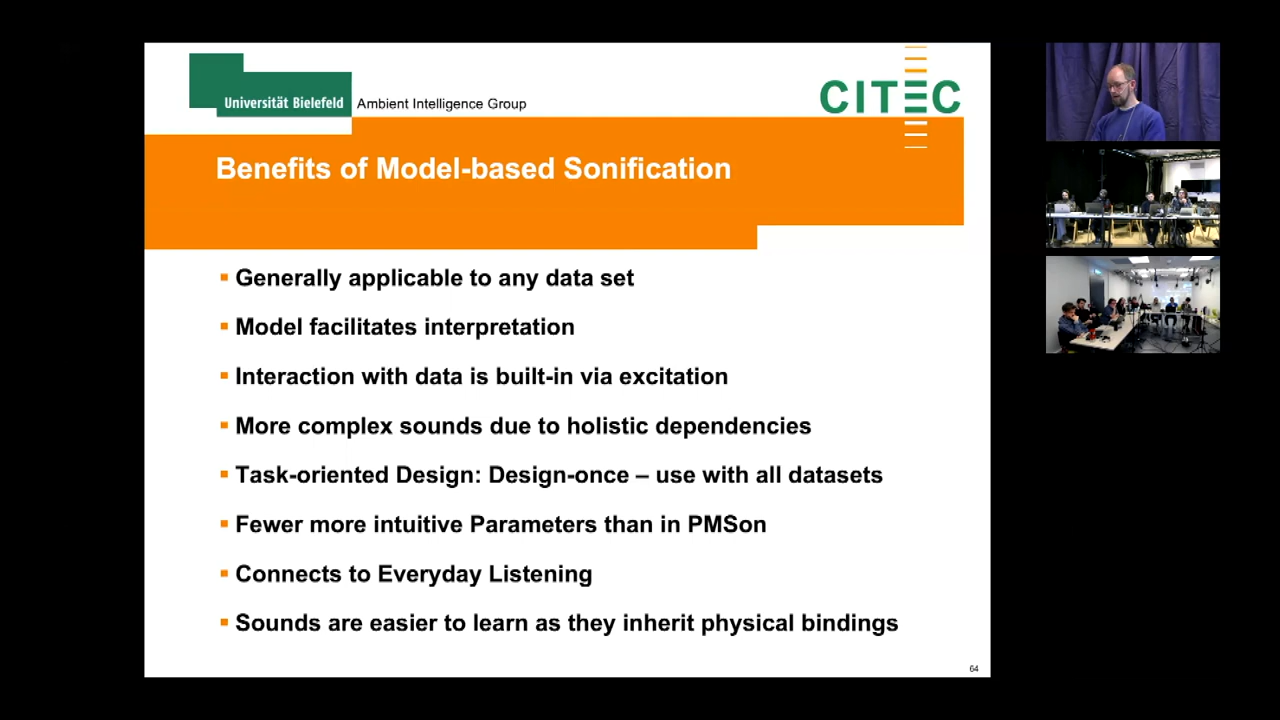 Universität Bielefeld
Ambient Intelligence Group
CITEC
Benefits of Model-based Sonification
Generally applicable to any data set
Model facilitates interpretation
Interaction with data is built-in via excitation
More complex sounds due to holistic dependencies
Task-oriented Design: Design-once – use with all datasets
Fewer more intuitive Parameters than in PMSon
Connects to Everyday Listening
Sounds are easier to learn as they inherit physical bindings
64